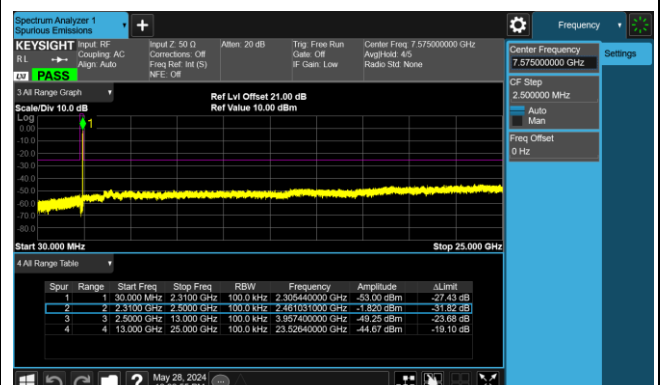 Spectrum Analyzer 1
Spurious Emissions
Frequency
KEYSIGHT
RL
PASS
Input: RF
Coupling: AC
Align: Auto
Input Z: 50 Ω
Corrections: Off
Freq Ref: Int (S)
NFE: Off
Atten: 20 dB
Trig: Free Run
Gate: Off
IF Gain: Low
Center Freq: 7.575000000 GHz
Avg|Hold: 4/5
Radio Std: None
Center Frequency
7.575000000 GHz
Settings
CF Step
2.500000 MHz
Auto
Man
Freq Offset
0 Hz
3 All Range Graph
Scale/Div 10.0 dB
Ref Lvl Offset 21.00 dB
Ref Value 10.00 dBm
Log
1
0.00
-10.0
-20.0
-30.0
-40.0
-50.0
-60.0
-70.0
-80.0
Start 30.000 MHz
Stop 25.000 GHz
4 All Range Table
Spur Range Start Freq Stop Freq RBW Frequency Amplitude ΔLimit
1 1 30.000 MHz 2.3100 GHz 100.0 kHz 2.305440000 GHz -53.00 dBm -27.43 dB
2 2 2.3100 GHz 2.5000 GHz 100.0 kHz 2.461031000 GHz -1.820 dBm -31.82 dB
3 3 2.5000 GHz 13.000 GHz 100.0 kHz 3.957400000 GHz -49.25 dBm -23.68 dB
4 4 13.000 GHz 25.000 GHz 100.0 kHz 23.52640000 GHz -44.67 dBm -19.10 dB
May 28, 2024